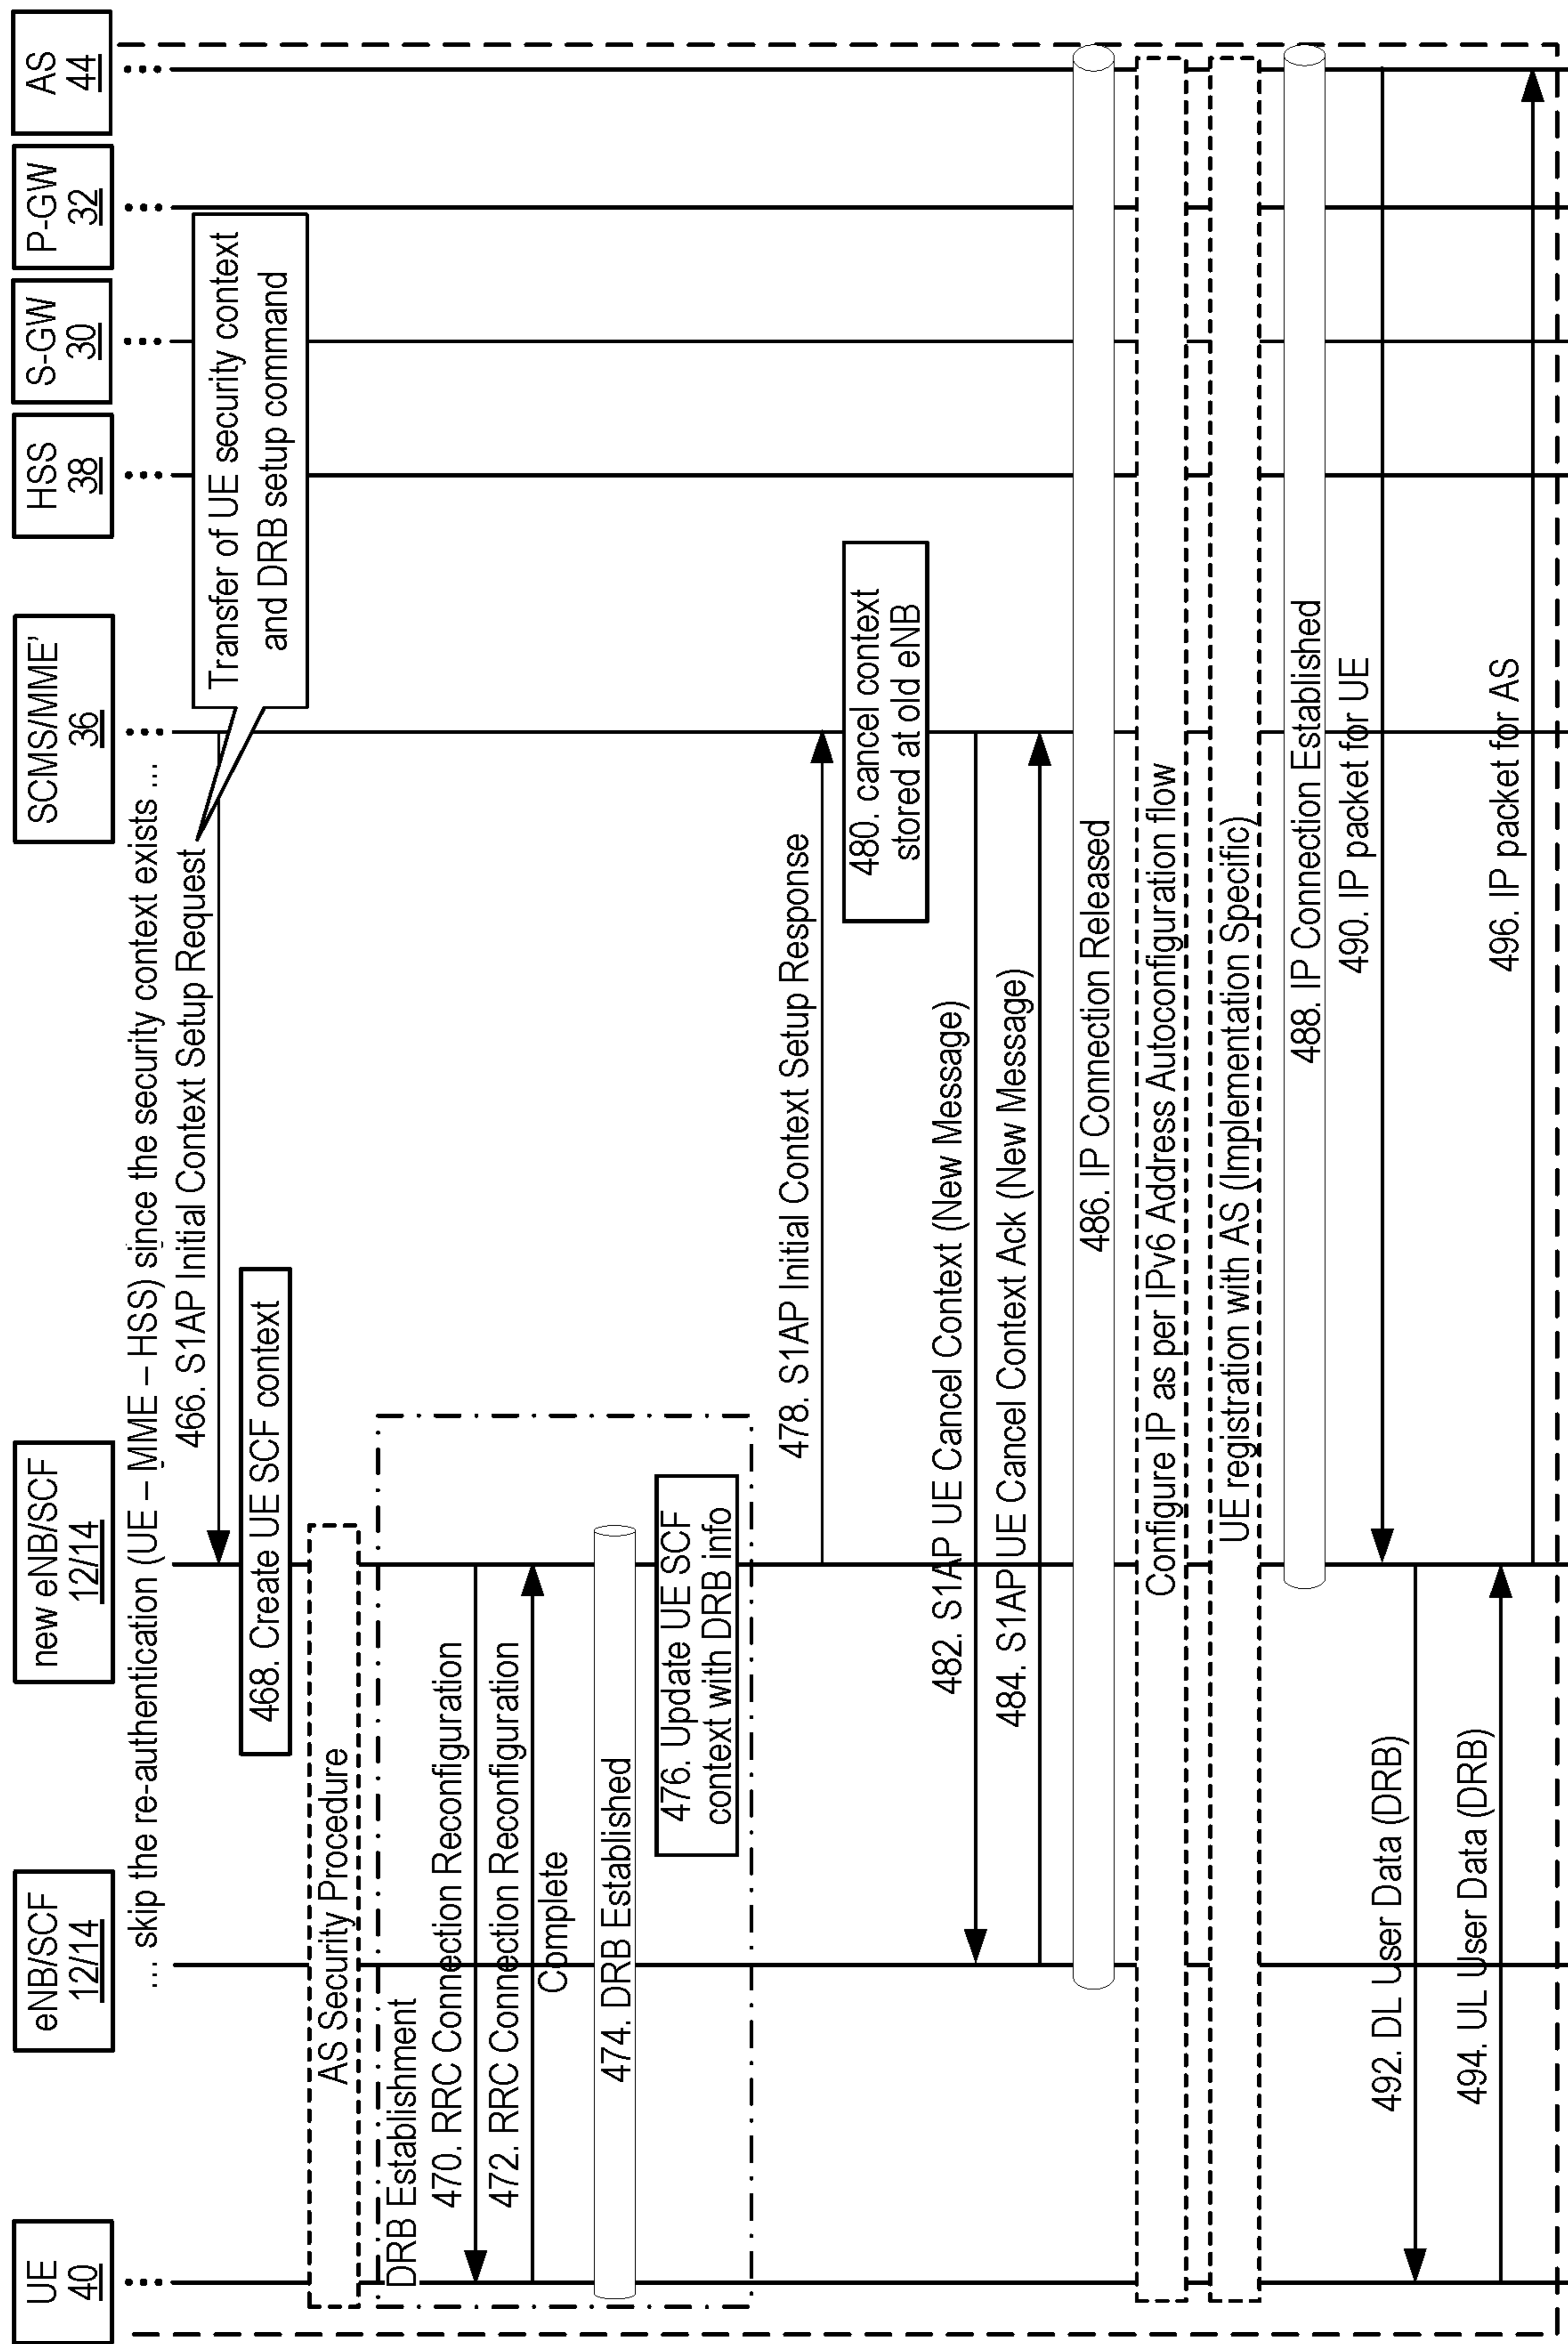 UE
40
eNB/SCF
12/14
new eNB/SCF
12/14
SCMS/MME'
36
HSS
38
S-GW
30
P-GW
32
AS
44
... skip the re-authentication (UE – MME – HSS) since the security context exists ...
466. S1AP Initial Context Setup Request
Transfer of UE security context
and DRB setup command
468. Create UE SCF context
AS Security Procedure
DRB Establishment
470. RRC Connection Reconfiguration
472. RRC Connection Reconfiguration
Complete
474. DRB Established
476. Update UE SCF
context with DRB info
478. S1AP Initial Context Setup Response
480. cancel context
stored at old eNB
482. S1AP UE Cancel Context (New Message)
484. S1AP UE Cancel Context Ack (New Message)
486. IP Connection Released
Configure IP as per IPv6 Address Autoconfiguration flow
UE registration with AS (Implementation Specific)
488. IP Connection Established
490. IP packet for UE
492. DL User Data (DRB)
494. UL User Data (DRB)
496. IP packet for AS